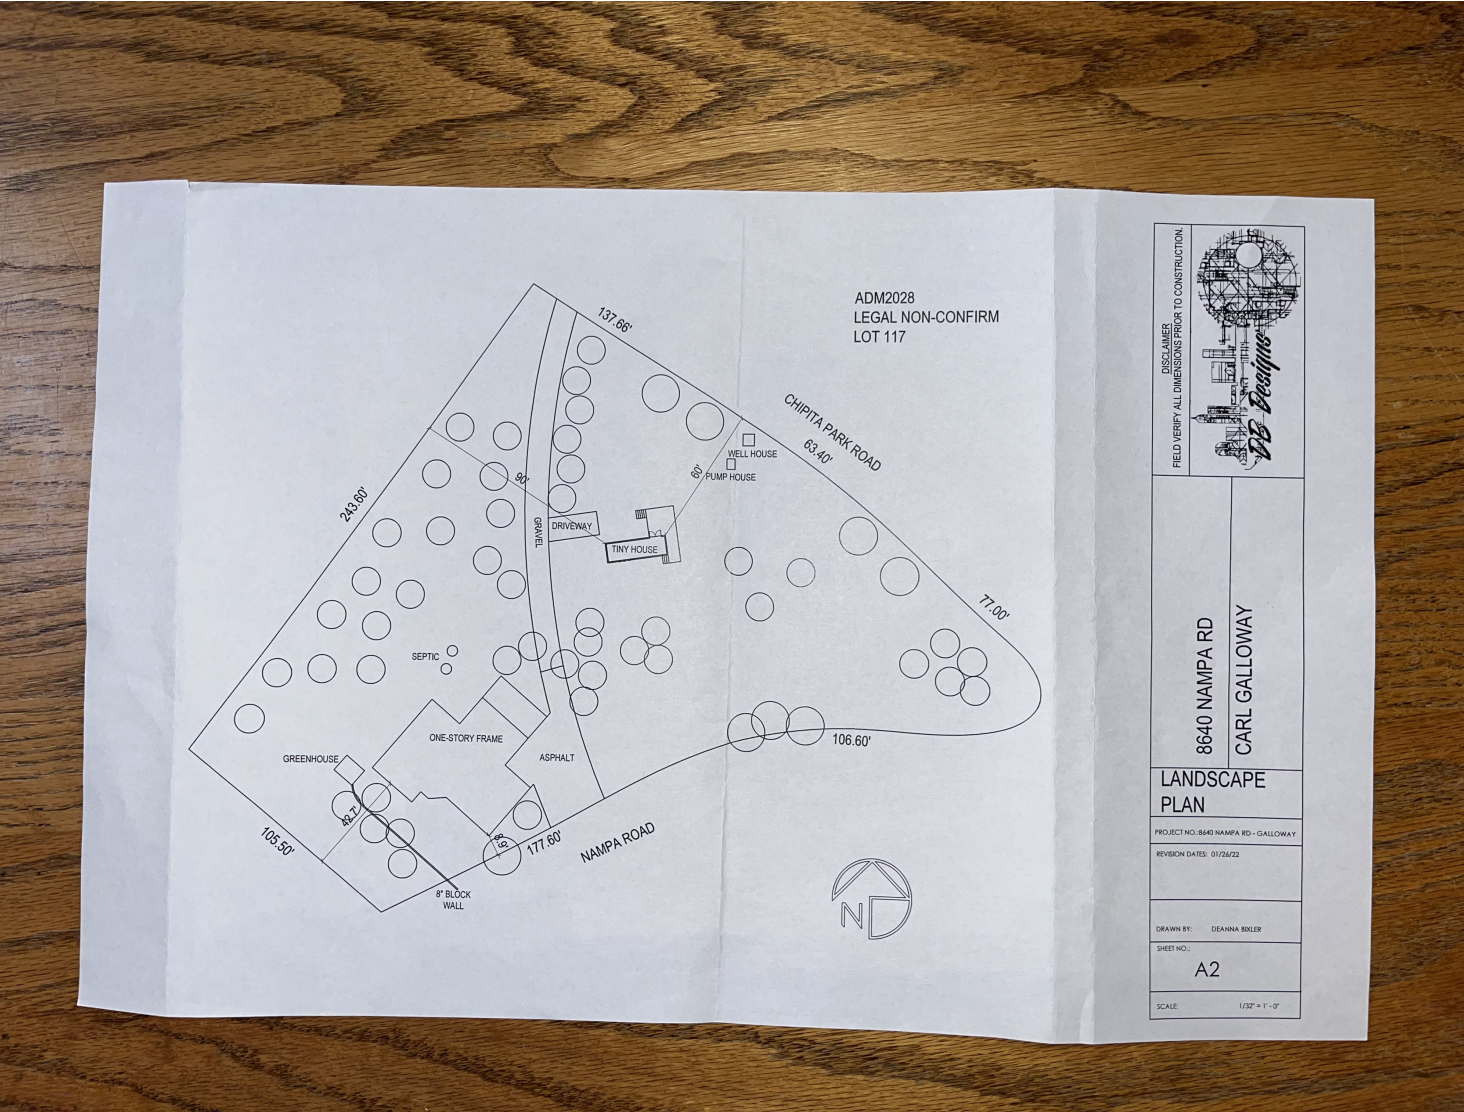 137.66'
ADM2028
LEGAL NON-CONFIRM
LOT 117
CHIPITA PARK ROAD
63.40'
WELL HOUSE
PUMP HOUSE
60'
90'
243.60'
GRAVEL
DRIVEWAY
TINY HOUSE
77.00'
SEPTIC
ONE-STORY FRAME
GREENHOUSE
ASPHALT
106.60'
42.7'
8.9'
105.50'
177.60'
NAMPA ROAD
8" BLOCK
WALL
N
DISCLAIMER
FIELD VERIFY ALL DIMENSIONS PRIOR TO CONSTRUCTION.
DB Designs
8640 NAMPA RD
CARL GALLOWAY
LANDSCAPE
PLAN
PROJECT NO.:8640 NAMPA RD - GALLOWAY
REVISION DATES: 01/26/22
DRAWN BY: DEANNA BIXLER
SHEET NO.:
A2
SCALE: 1/32" = 1' - 0"